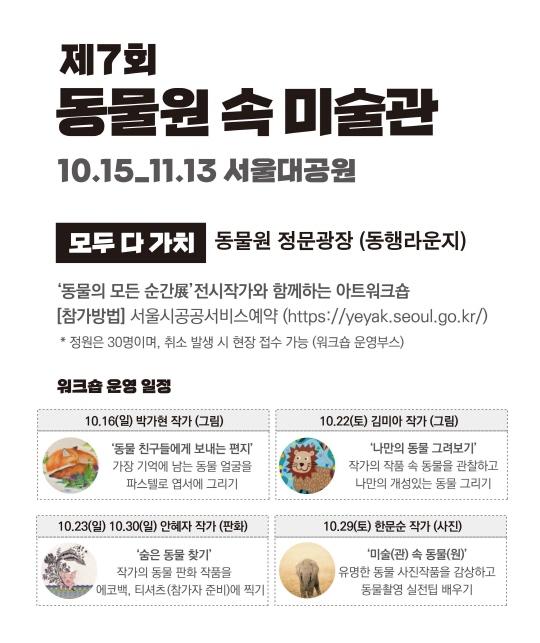 제7회
동물원 속 미술관
10.15_11.13 서울대공원
모두 다 가치 동물원 정문광장 (동행라운지)
‘동물의 모든 순간展’전시작가와 함께하는 아트워크숍
[참가방법] 서울시공공서비스예약 (https://yeyak.seoul.go.kr/)
* 정원은 30명이며, 취소 발생 시 현장 접수 가능 (워크숍 운영부스)
워크숍 운영 일정
10.16(일) 박가현 작가 (그림)
‘동물 친구들에게 보내는 편지’
가장 기억에 남는 동물 얼굴을
파스텔로 엽서에 그리기
10.22(토) 김미아 작가 (그림)
‘나만의 동물 그려보기’
작가의 작품 속 동물을 관찰하고
나만의 개성있는 동물 그리기
10.23(일) 10.30(일) 안혜자 작가 (판화)
‘숨은 동물 찾기’
작가의 동물 판화 작품을
에코백, 티셔츠(참가자 준비)에 찍기
10.29(토) 한문순 작가 (사진)
‘미술(관) 속 동물(원)’
유명한 동물 사진작품을 감상하고
동물촬영 실전팁 배우기